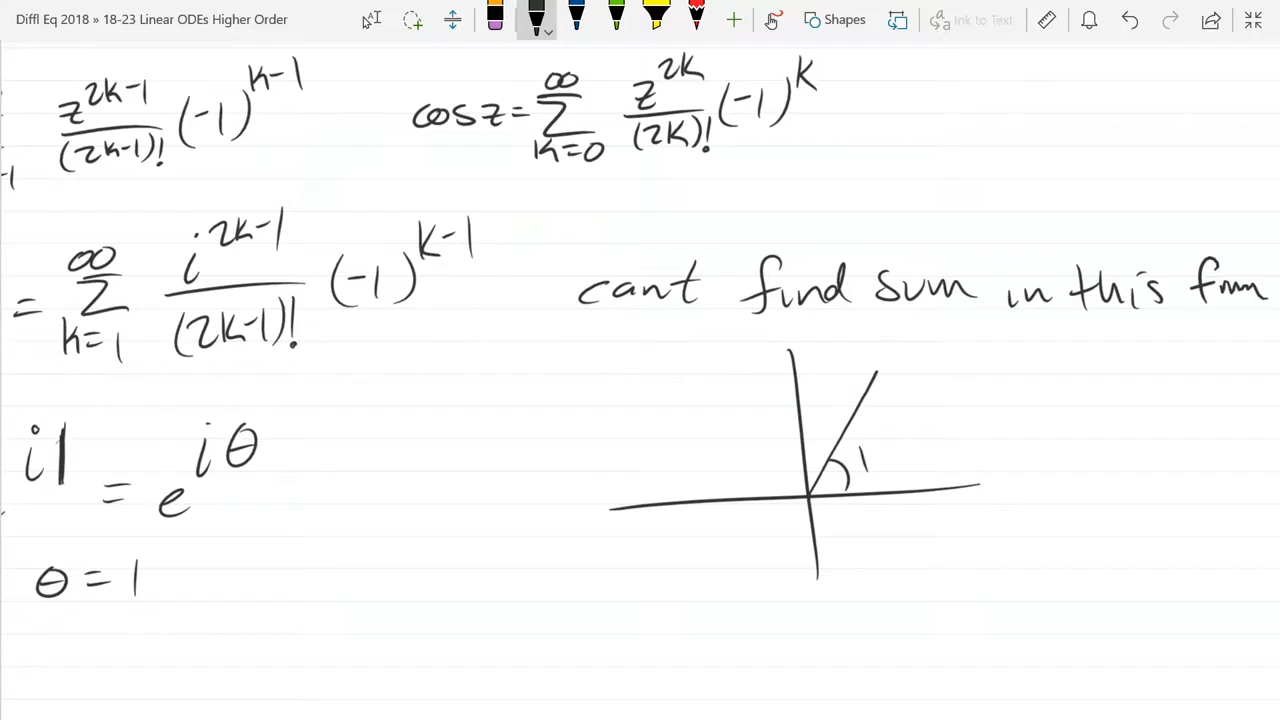 Diffl Eq 2018 » 18-23 Linear ODEs Higher Order
Shapes
Ink to Text
z^{2k-1}/(2k-1)! (-1)^{k-1}
cos z = ∑_{k=0}^{∞} z^{2k}/(2k)! (-1)^k
-1
= ∑_{k=1}^{∞} i^{2k-1}/(2k-1)! (-1)^{k-1}
cant find sum in this form
i1 = e^{iθ}
1
θ = 1